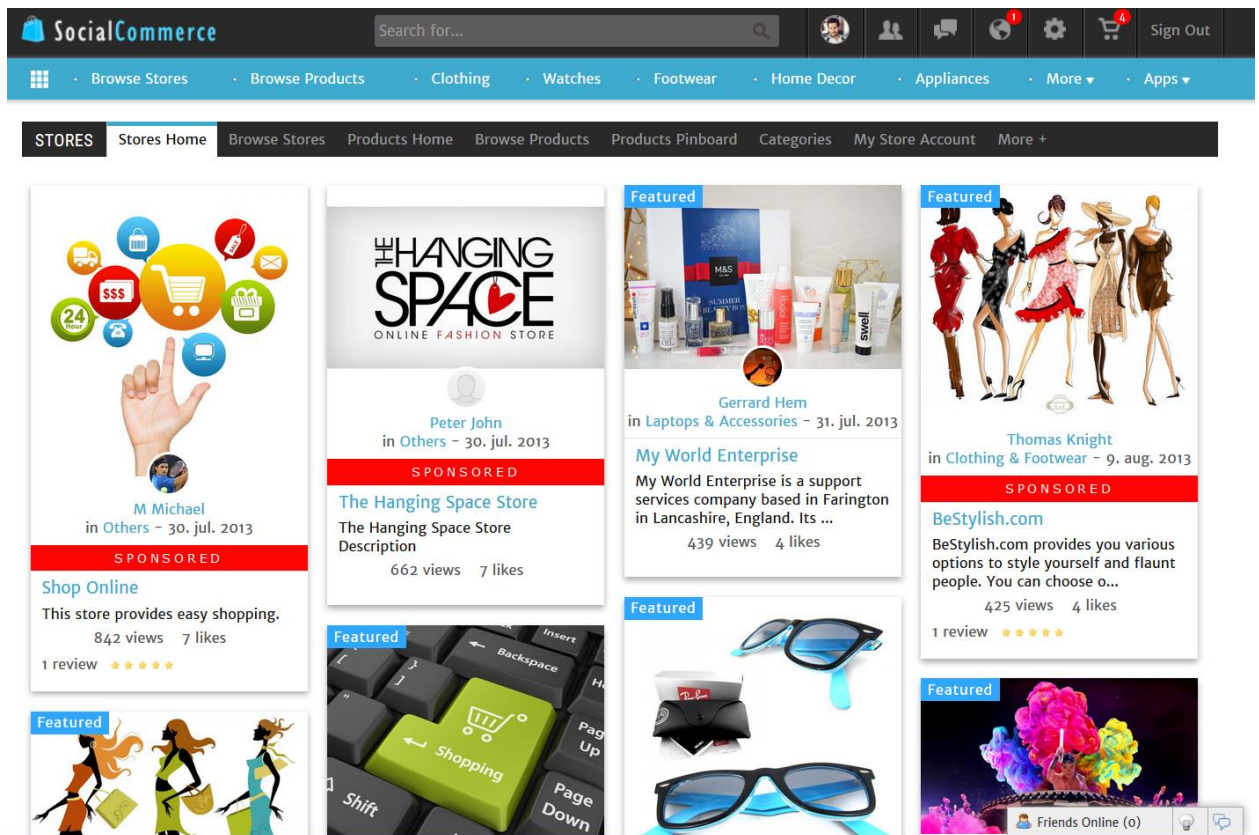 SocialCommerce
Search for...
1
4
Sign Out
· Browse Stores · Browse Products · Clothing · Watches · Footwear · Home Decor · Appliances · More ▾ · Apps ▾
STORES Stores Home Browse Stores Products Home Browse Products Products Pinboard Categories My Store Account More +
SALE
$$$
24
Hour
M Michael
in Others - 30. jul. 2013
SPONSORED
Shop Online
This store provides easy shopping.
842 views 7 likes
1 review
Featured
THE HANGING
SPACE
ONLINE FASHION STORE
Peter John
in Others - 30. jul. 2013
SPONSORED
The Hanging Space Store
The Hanging Space Store
Description
662 views 7 likes
Featured
Insert
Backspace
Shopping
Page
Up
Shift
Page
Down
Featured
M&S
SUMMER
BEAUTY BOX
swell
Gerrard Hem
in Laptops & Accessories - 31. jul. 2013
My World Enterprise
My World Enterprise is a support
services company based in Farington
in Lancashire, England. Its ...
439 views 4 likes
Featured
Ray-Ban
Featured
Thomas Knight
in Clothing & Footwear - 9. aug. 2013
SPONSORED
BeStylish.com
BeStylish.com provides you various
options to style yourself and flaunt
people. You can choose o...
425 views 4 likes
1 review
Featured
Friends Online (0)